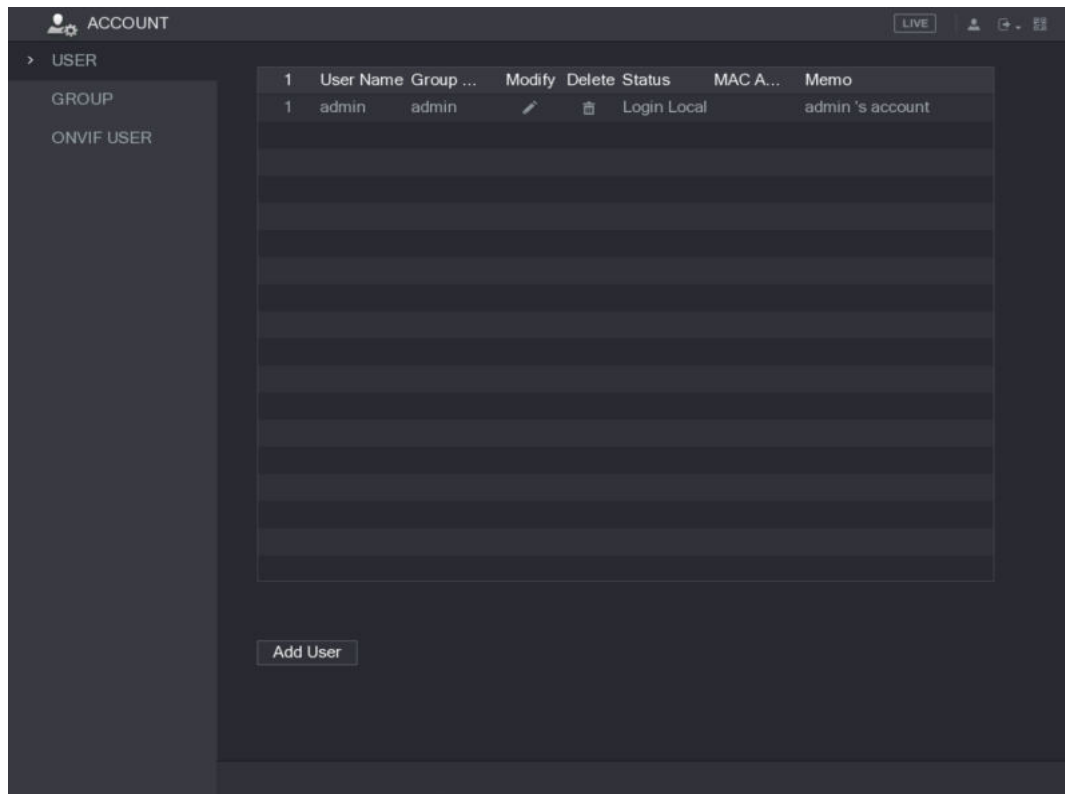 ACCOUNT LIVE
USER
GROUP
ONVIF USER
1 User Name Group ... Modify Delete Status MAC A... Memo
1 admin admin Login Local admin 's account
Add User